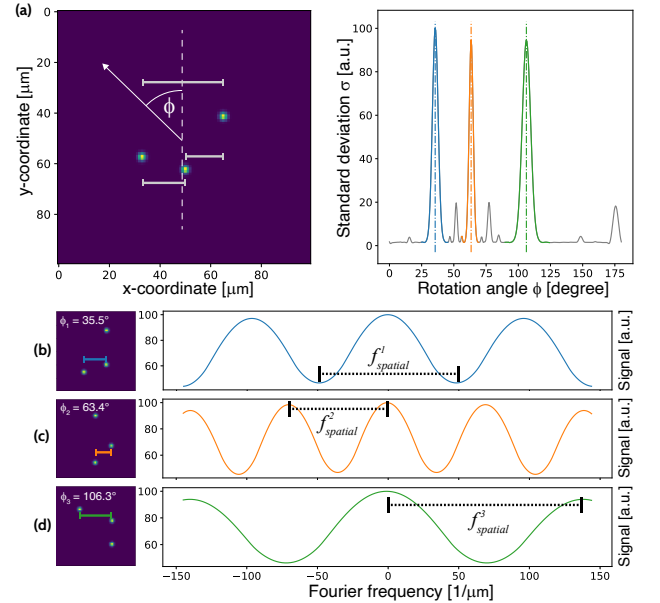 (a)
0
20
40
60
80
y-coordinate [μm]
ϕ
0 20 40 60 80
x-coordinate [μm]
100
80
60
40
20
0
Standard deviation σ [a.u.]
0 25 50 75 100 125 150 175
Rotation angle ϕ [degree]
(b)
ϕ₁ = 35.5°
100
80
60
f¹spatial
Signal [a.u.]
(c)
ϕ₂ = 63.4°
100
80
60
f²spatial
Signal [a.u.]
(d)
ϕ₃ = 106.3°
100
80
60
f³spatial
Signal [a.u.]
−150 −100 −50 0 50 100 150
Fourier frequency [1/μm]